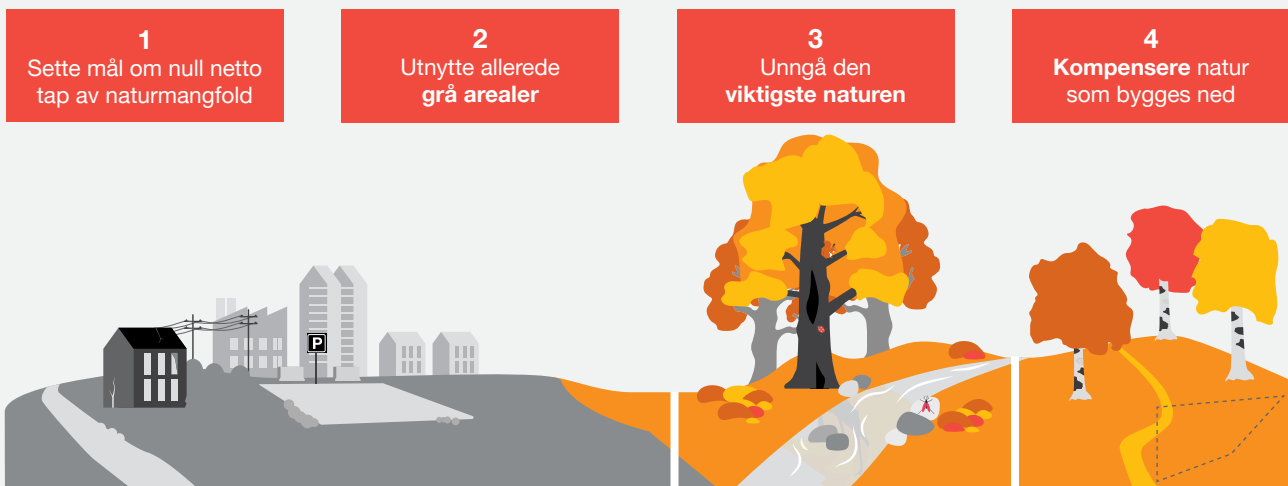 1
Sette mål om null netto
tap av naturmangfold
2
Utnytte allerede
grå arealer
3
Unngå den
viktigste naturen
4
Kompensere natur
som bygges ned
P